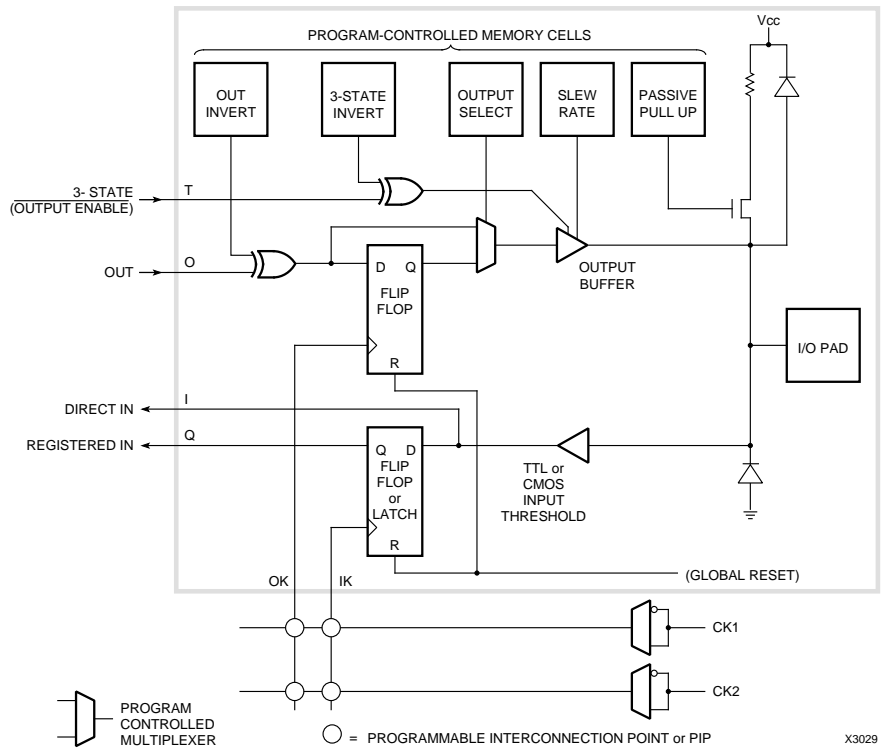 Vcc
PROGRAM-CONTROLLED MEMORY CELLS
OUT
INVERT
3-STATE
INVERT
OUTPUT
SELECT
SLEW
RATE
PASSIVE
PULL UP
3- STATE
(OUTPUT ENABLE)
T
OUT
O
D Q
FLIP
FLOP
R
OUTPUT
BUFFER
I/O PAD
DIRECT IN
I
REGISTERED IN
Q
Q D
FLIP
FLOP
or
LATCH
R
TTL or
CMOS
INPUT
THRESHOLD
OK
IK
(GLOBAL RESET)
CK1
CK2
PROGRAM
CONTROLLED
MULTIPLEXER
= PROGRAMMABLE INTERCONNECTION POINT or PIP
X3029